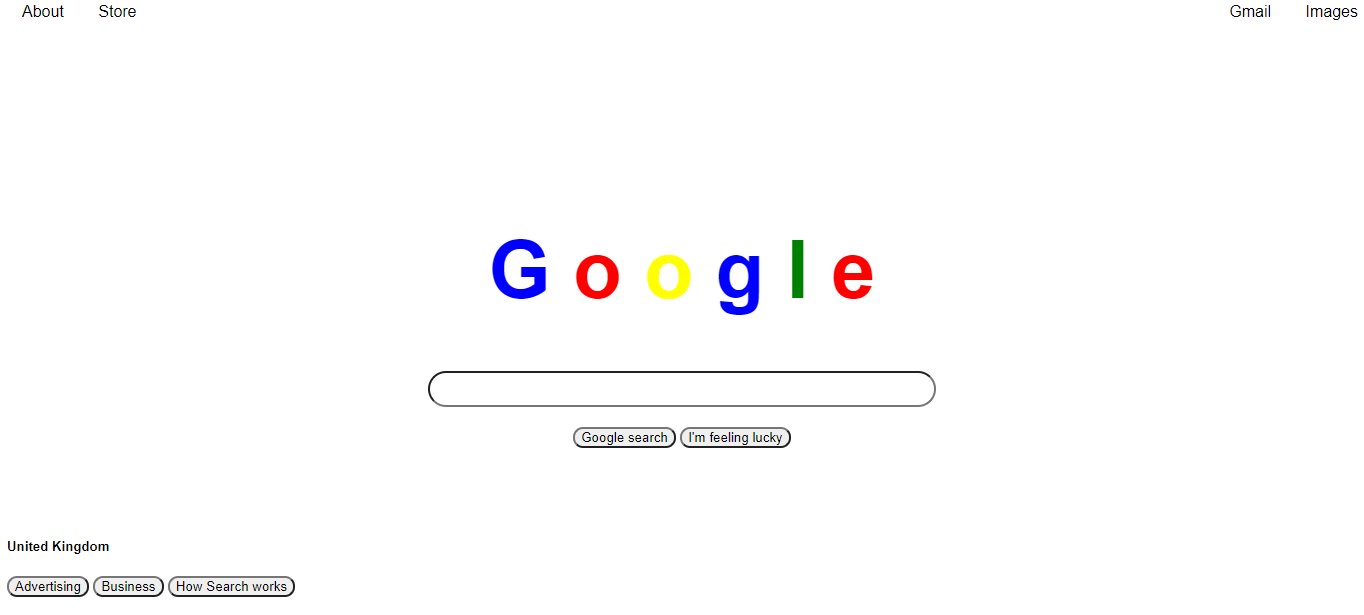 About Store Gmail Images
G o o g l e
Google search I'm feeling lucky
United Kingdom
Advertising Business How Search works